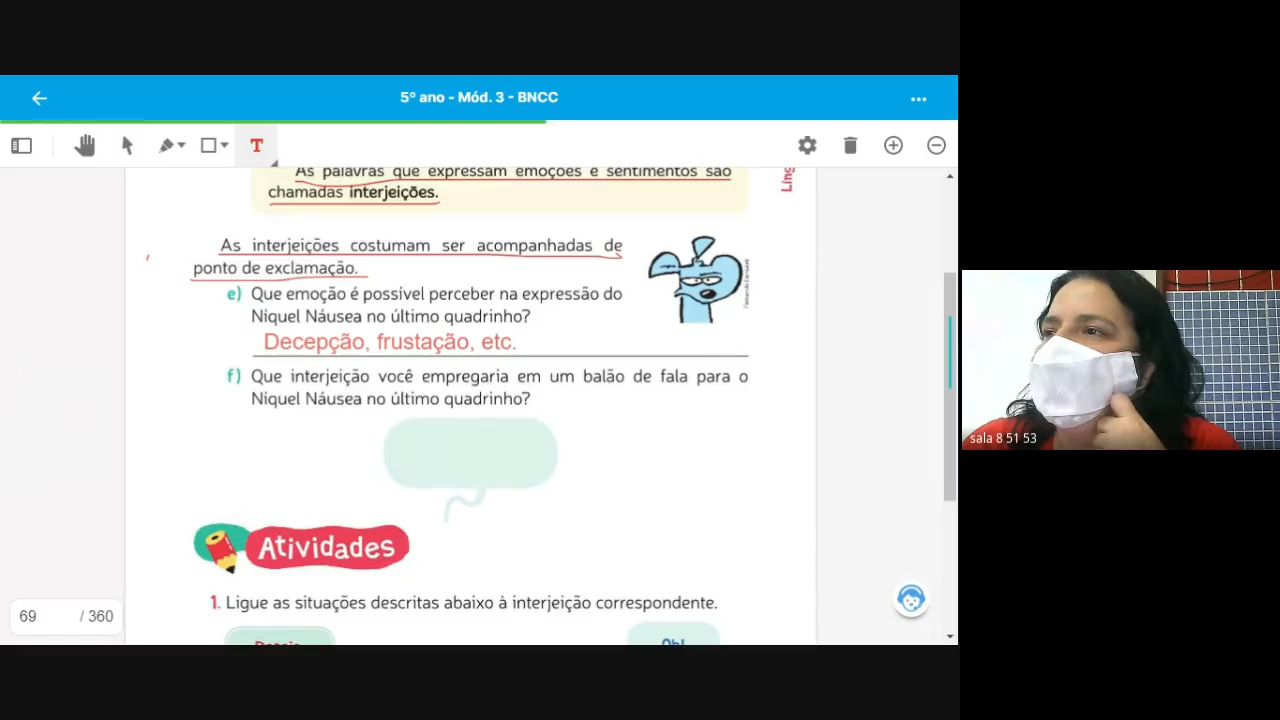 5º ano - Mód. 3 - BNCC
T
As palavras que expressam emoções e sentimentos são
chamadas interjeições.
Líng
As interjeições costumam ser acompanhadas de
ponto de exclamação.
e) Que emoção é possível perceber na expressão do
Níquel Náusea no último quadrinho?
Decepção, frustação, etc.
f) Que interjeição você empregaria em um balão de fala para o
Níquel Náusea no último quadrinho?
Atividades
1. Ligue as situações descritas abaixo à interjeição correspondente.
Desejo
Oh!
69 / 360
sala 8 51 53